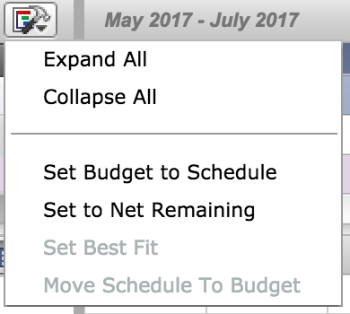 May 2017 - July 2017
Expand All
Collapse All
Set Budget to Schedule
Set to Net Remaining
Set Best Fit
Move Schedule To Budget